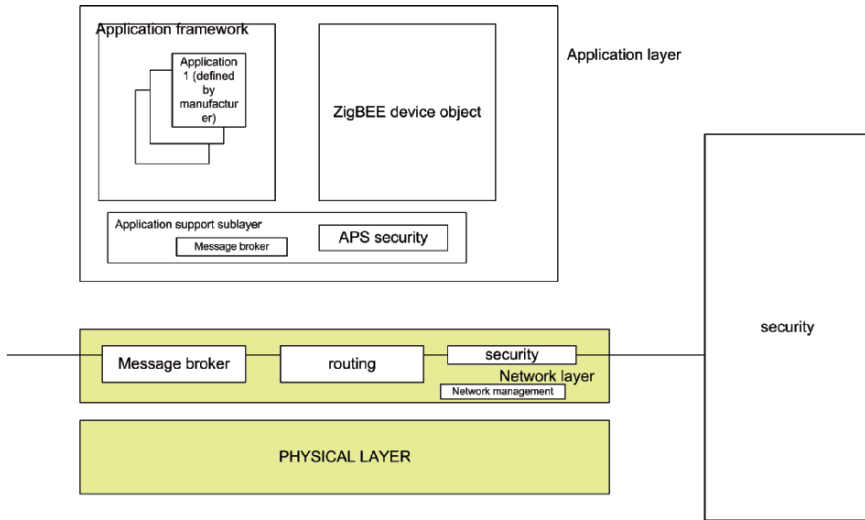 Application framework
Application
1 (defined
by
manufactur
er)
ZigBEE device object
Application layer
Application support sublayer
Message broker
APS security
security
Message broker
routing
security
Network layer
Network management
PHYSICAL LAYER